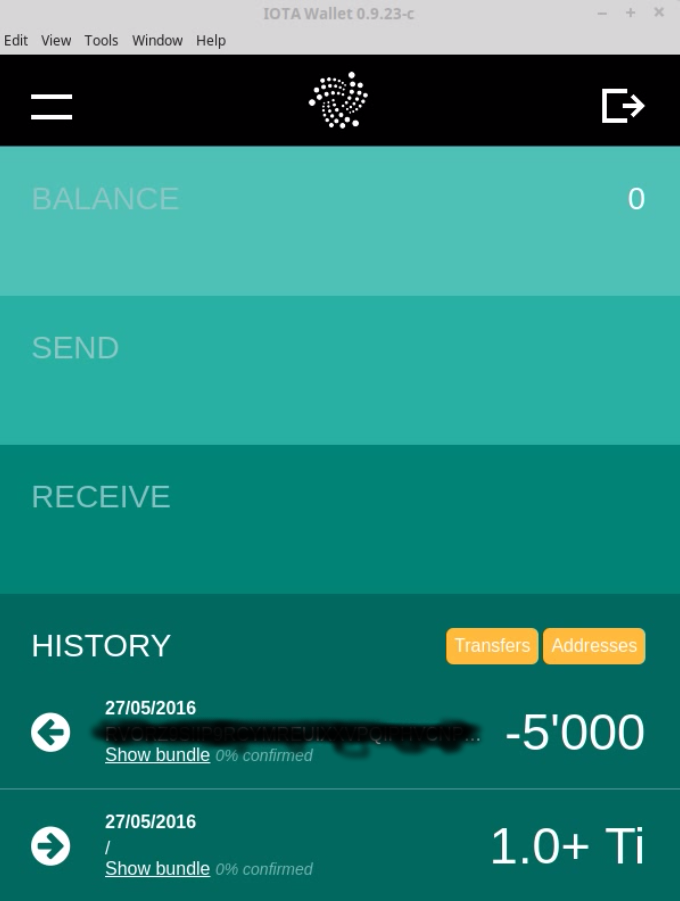 IOTA Wallet 0.9.23-c
Edit View Tools Window Help
BALANCE 0
SEND
RECEIVE
HISTORY Transfers Addresses
27/05/2016
-5'000
Show bundle 0% confirmed
27/05/2016
/
1.0+ Ti
Show bundle 0% confirmed